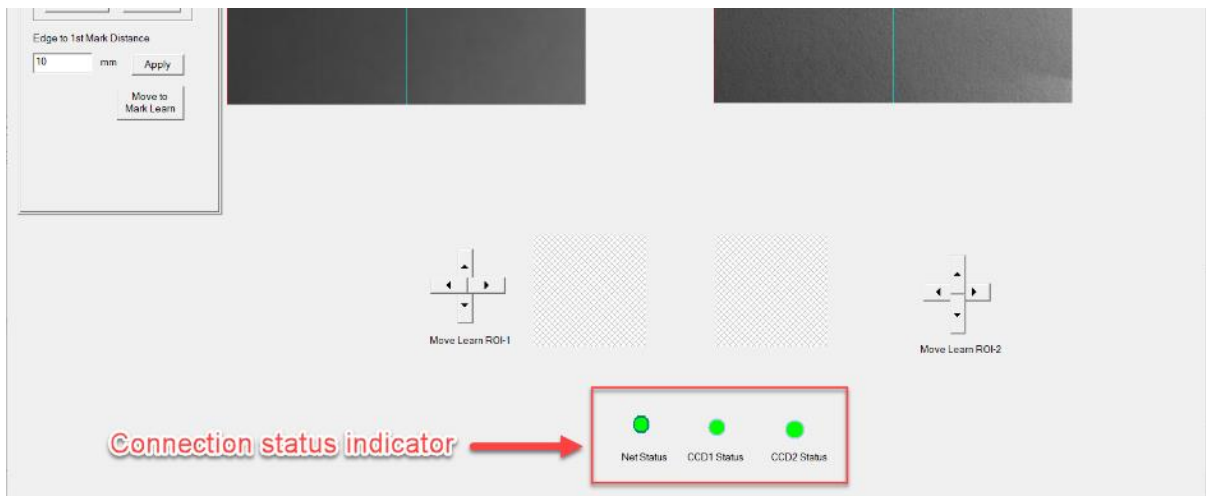 Edge to 1st Mark Distance
10 mm Apply
Move to
Mark Learn
Move Learn ROI-1
Move Learn ROI-2
Connection status indicator
Net Status CCD1 Status CCD2 Status